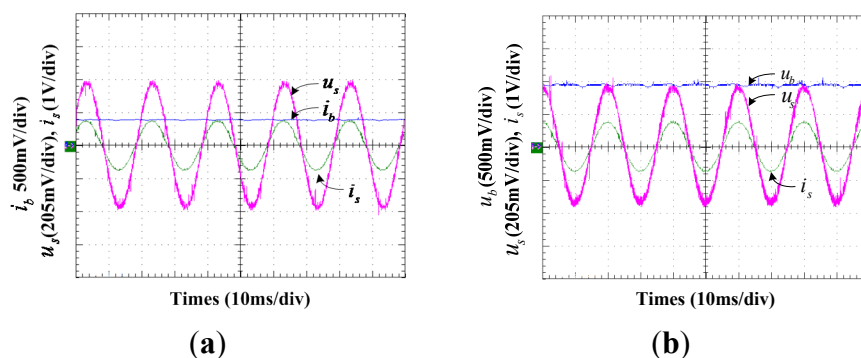 i_b 500mV/div)
u_s(205mV/div), i_s (1V/div)
u_s
i_b
i_s
Times (10ms/div)
(a)
u_b(500mV/div)
u_s(205mV/div), i_s (1V/div)
u_b
u_s
i_s
Times (10ms/div)
(b)